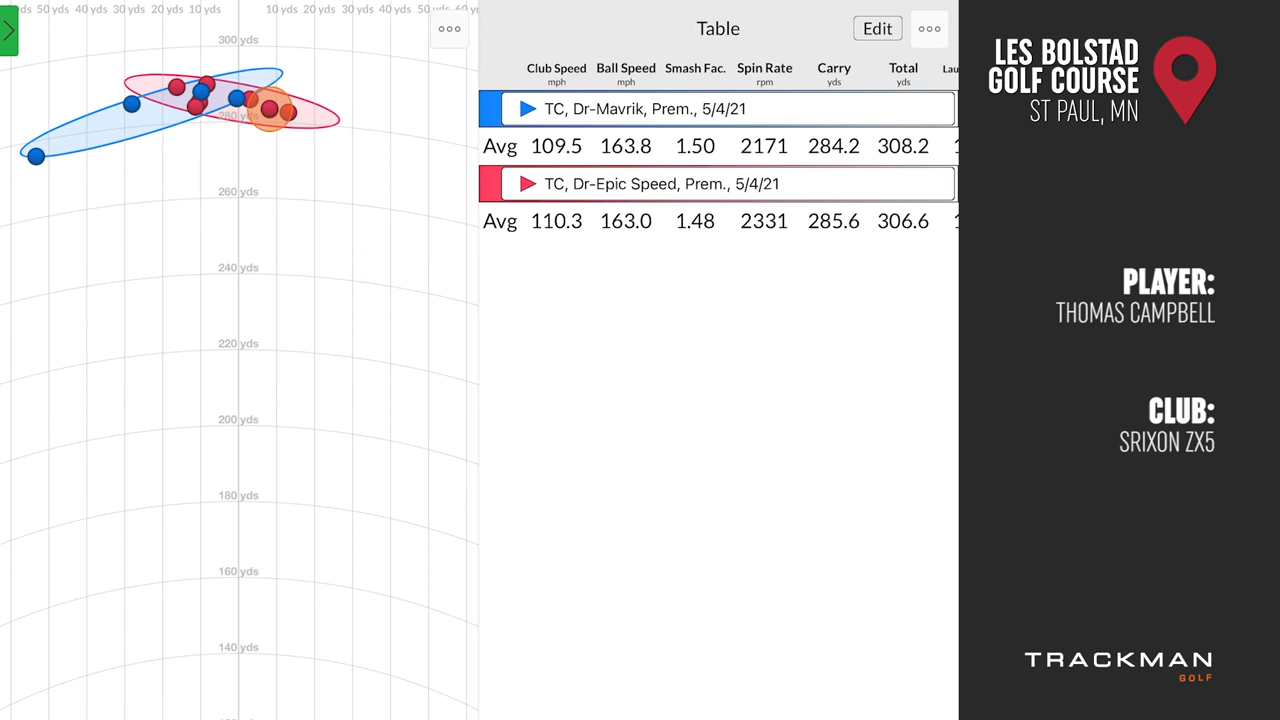 50 yds 40 yds 30 yds 20 yds 10 yds 10 yds 20 yds 30 yds 40 yds
300 yds
280 yds
260 yds
240 yds
220 yds
200 yds
180 yds
160 yds
140 yds
Table
Edit
Club Speed Ball Speed Smash Fac. Spin Rate Carry Total
mph mph rpm yds yds
TC, Dr-Mavrik, Prem., 5/4/21
Avg 109.5 163.8 1.50 2171 284.2 308.2
TC, Dr-Epic Speed, Prem., 5/4/21
Avg 110.3 163.0 1.48 2331 285.6 306.6
LES BOLSTAD
GOLF COURSE
ST PAUL, MN
PLAYER:
THOMAS CAMPBELL
CLUB:
SRIXON ZX5
TRACKMAN
GOLF